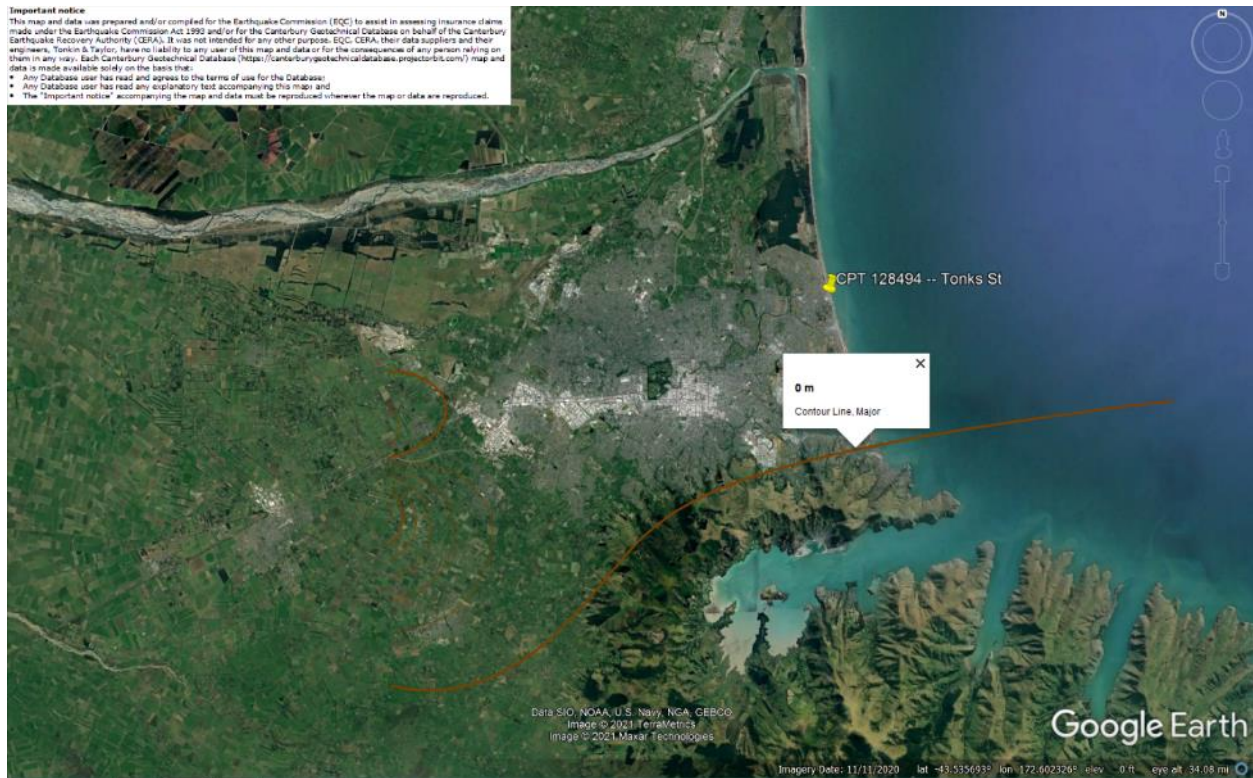 Important notice
This map and data was prepared and/or compiled for the Earthquake Commission (EQC) to assist in assessing insurance claims
made under the Earthquake Commission Act 1993 and/or for the Canterbury Geotechnical Database on behalf of the Canterbury
Earthquake Recovery Authority (CERA). It was not intended for any other purpose. EQC, CERA, their data suppliers and their
engineers, Tonkin & Taylor, have no liability to any user of this map and data or for the consequences of any person relying on
them in any way. Each Canterbury Geotechnical Database (https://canterburygeotechnicaldatabase.projectorbit.com/) map and
data is made available solely on the basis that:
• Any Database user has read and agrees to the terms of use for the Database;
• Any Database user has read any explanatory text accompanying this map; and
• The "Important notice" accompanying the map and data must be reproduced wherever the map or data are reproduced.
N
CPT 128494 -- Tonks St
0 m
Contour Line, Major
Data SIO, NOAA, U.S. Navy, NGA, GEBCO
Image © 2021 TerraMetrics
Image © 2021 Maxar Technologies
Google Earth
Imagery Date: 11/11/2020 lat -43.535693° lon 172.602326° elev 0 ft eye alt 34.08 mi